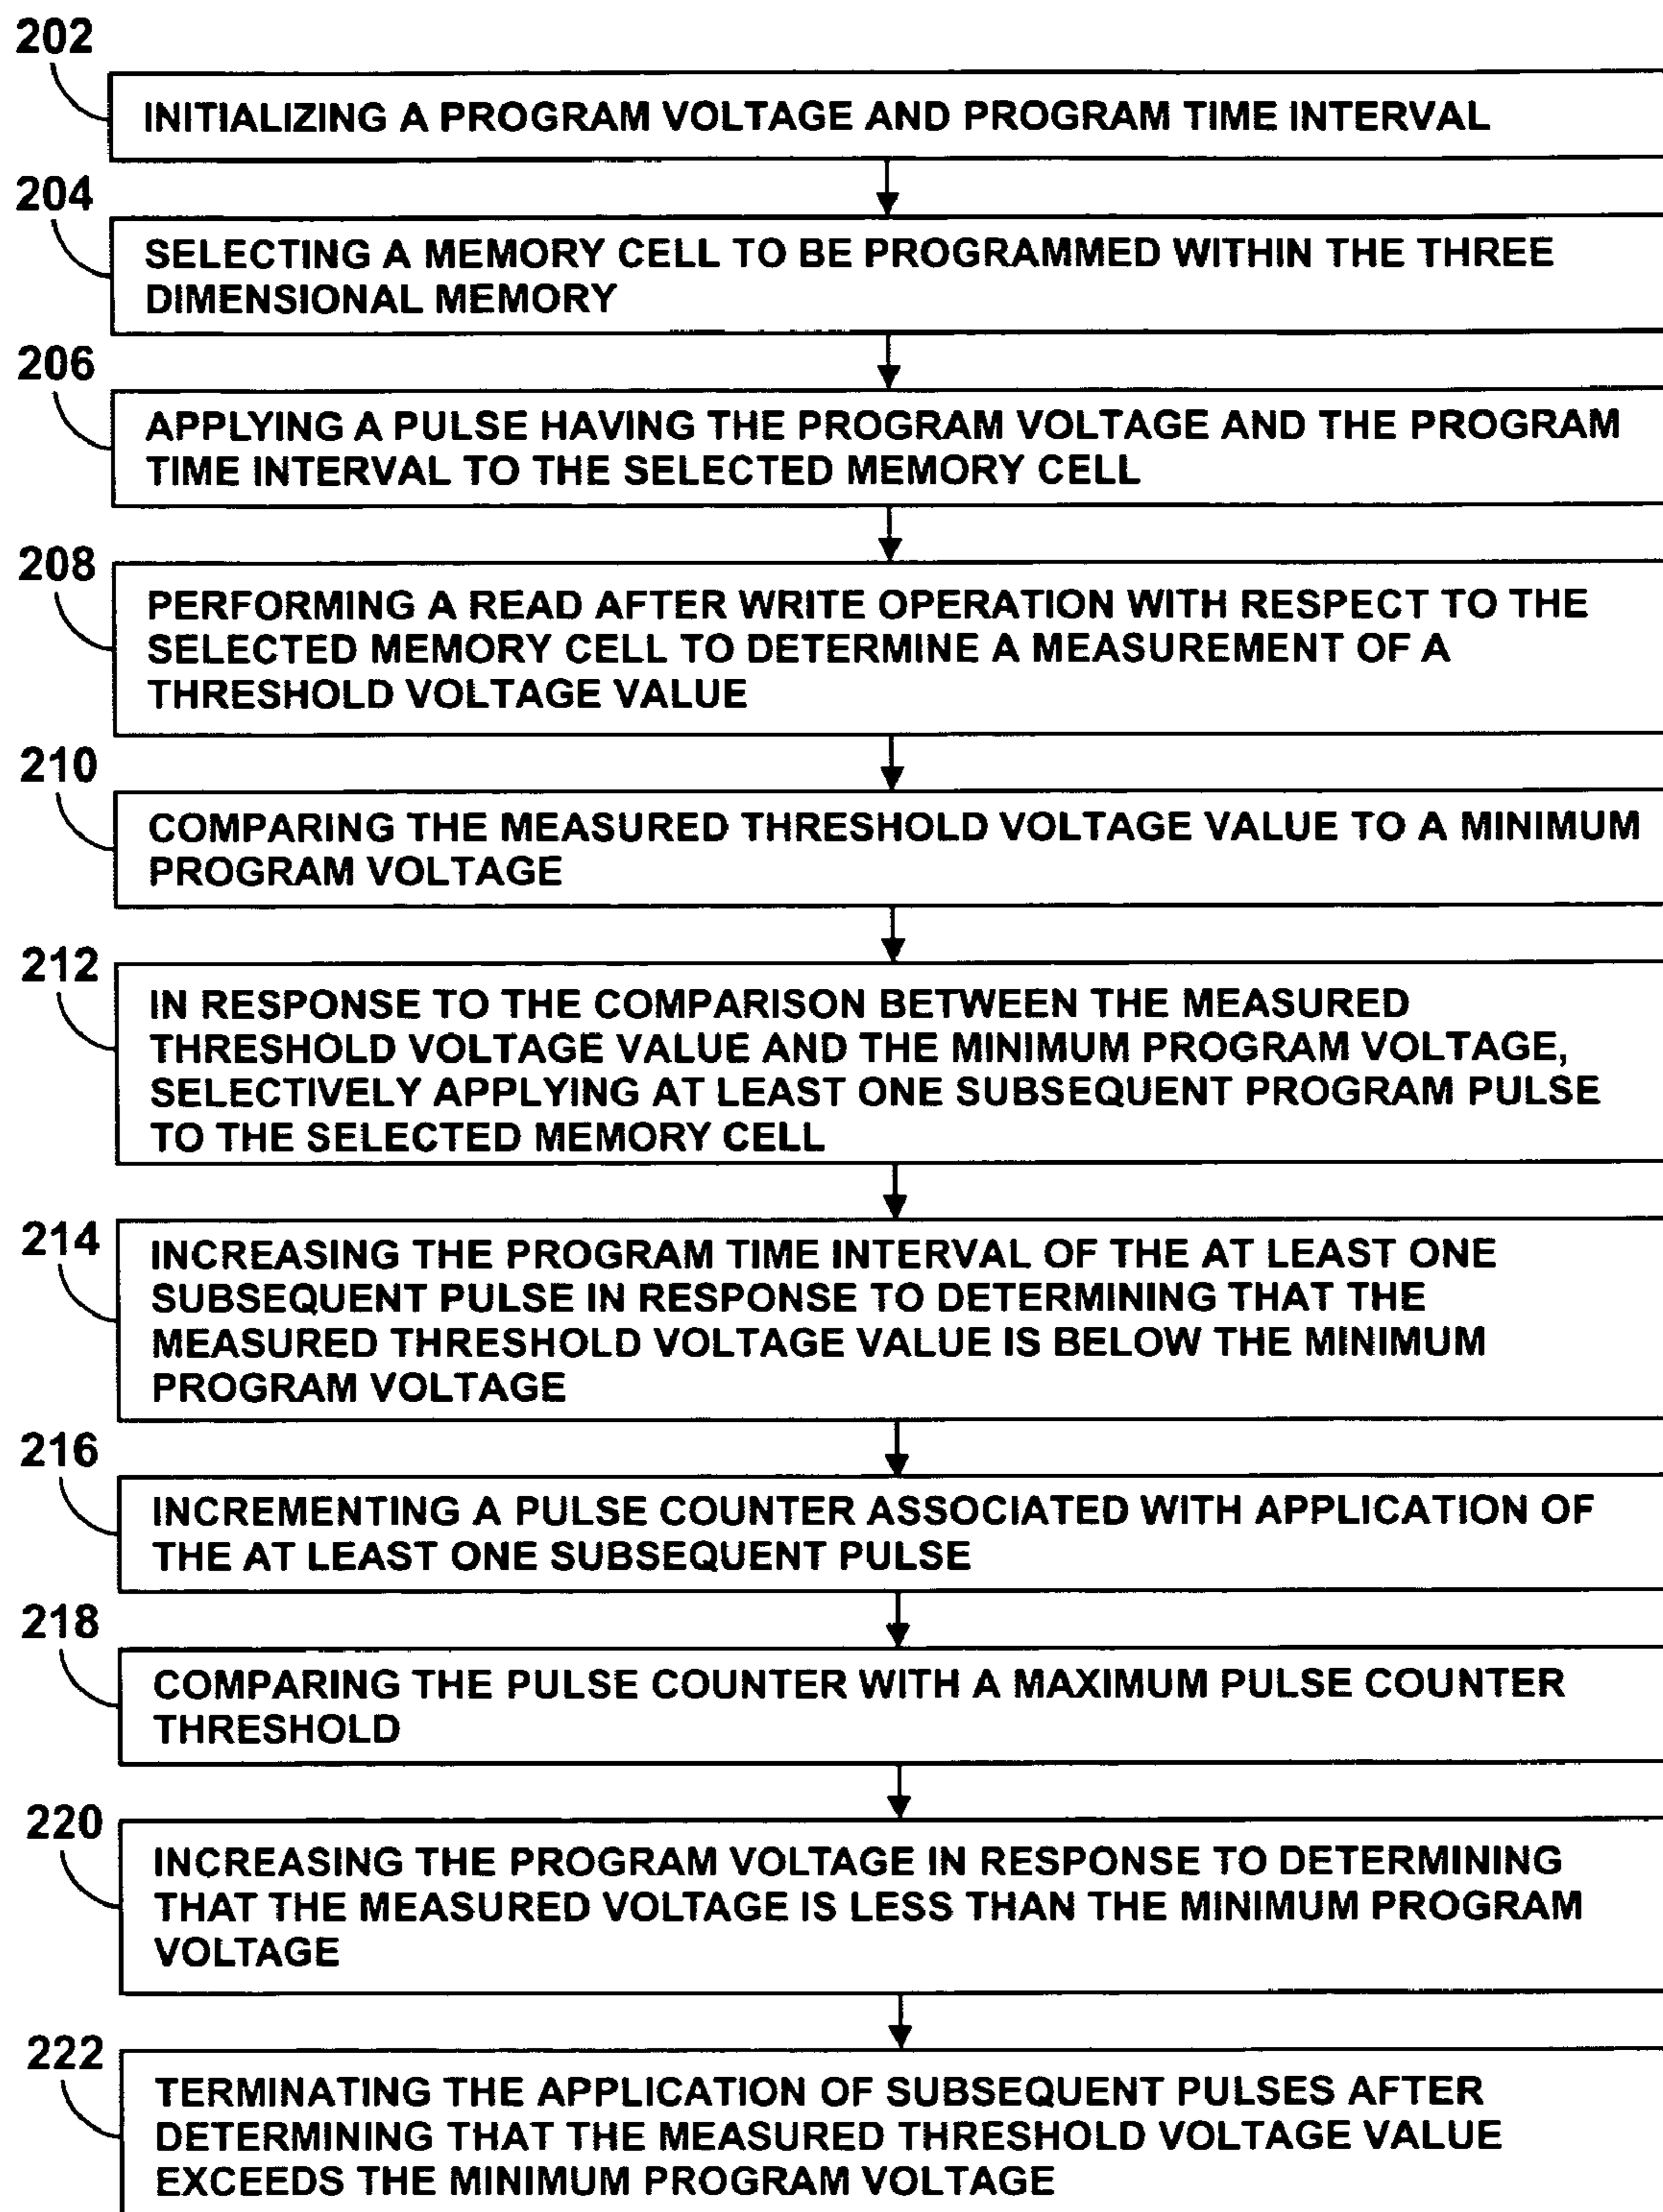 202
INITIALIZING A PROGRAM VOLTAGE AND PROGRAM TIME INTERVAL
204
SELECTING A MEMORY CELL TO BE PROGRAMMED WITHIN THE THREE
DIMENSIONAL MEMORY
206
APPLYING A PULSE HAVING THE PROGRAM VOLTAGE AND THE PROGRAM
TIME INTERVAL TO THE SELECTED MEMORY CELL
208
PERFORMING A READ AFTER WRITE OPERATION WITH RESPECT TO THE
SELECTED MEMORY CELL TO DETERMINE A MEASUREMENT OF A
THRESHOLD VOLTAGE VALUE
210
COMPARING THE MEASURED THRESHOLD VOLTAGE VALUE TO A MINIMUM
PROGRAM VOLTAGE
212
IN RESPONSE TO THE COMPARISON BETWEEN THE MEASURED
THRESHOLD VOLTAGE VALUE AND THE MINIMUM PROGRAM VOLTAGE,
SELECTIVELY APPLYING AT LEAST ONE SUBSEQUENT PROGRAM PULSE
TO THE SELECTED MEMORY CELL
214
INCREASING THE PROGRAM TIME INTERVAL OF THE AT LEAST ONE
SUBSEQUENT PULSE IN RESPONSE TO DETERMINING THAT THE
MEASURED THRESHOLD VOLTAGE VALUE IS BELOW THE MINIMUM
PROGRAM VOLTAGE
216
INCREMENTING A PULSE COUNTER ASSOCIATED WITH APPLICATION OF
THE AT LEAST ONE SUBSEQUENT PULSE
218
COMPARING THE PULSE COUNTER WITH A MAXIMUM PULSE COUNTER
THRESHOLD
220
INCREASING THE PROGRAM VOLTAGE IN RESPONSE TO DETERMINING
THAT THE MEASURED VOLTAGE IS LESS THAN THE MINIMUM PROGRAM
VOLTAGE
222
TERMINATING THE APPLICATION OF SUBSEQUENT PULSES AFTER
DETERMINING THAT THE MEASURED THRESHOLD VOLTAGE VALUE
EXCEEDS THE MINIMUM PROGRAM VOLTAGE